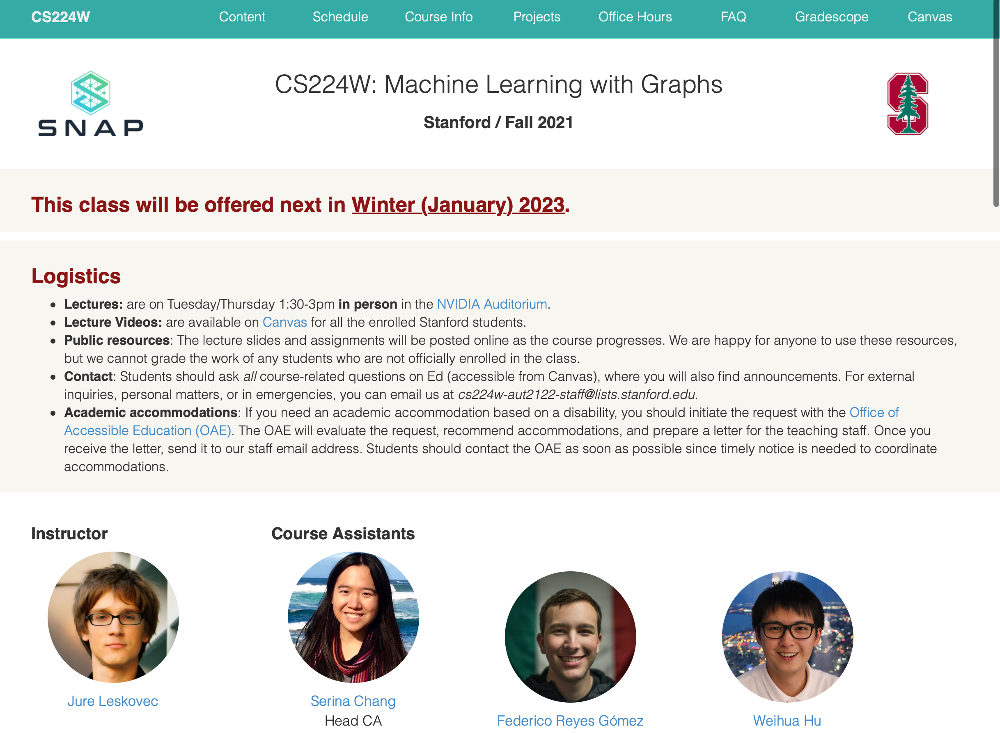 CS224W Content Schedule Course Info Projects Office Hours FAQ Gradescope Canvas
SNAP
CS224W: Machine Learning with Graphs
Stanford / Fall 2021
This class will be offered next in Winter (January) 2023.
Logistics
• Lectures: are on Tuesday/Thursday 1:30-3pm in person in the NVIDIA Auditorium.
• Lecture Videos: are available on Canvas for all the enrolled Stanford students.
• Public resources: The lecture slides and assignments will be posted online as the course progresses. We are happy for anyone to use these resources,
but we cannot grade the work of any students who are not officially enrolled in the class.
• Contact: Students should ask all course-related questions on Ed (accessible from Canvas), where you will also find announcements. For external
inquiries, personal matters, or in emergencies, you can email us at cs224w-aut2122-staff@lists.stanford.edu.
• Academic accommodations: If you need an academic accommodation based on a disability, you should initiate the request with the Office of
Accessible Education (OAE). The OAE will evaluate the request, recommend accommodations, and prepare a letter for the teaching staff. Once you
receive the letter, send it to our staff email address. Students should contact the OAE as soon as possible since timely notice is needed to coordinate
accommodations.
Instructor
Course Assistants
Jure Leskovec
Serina Chang
Head CA
Federico Reyes Gómez
Weihua Hu